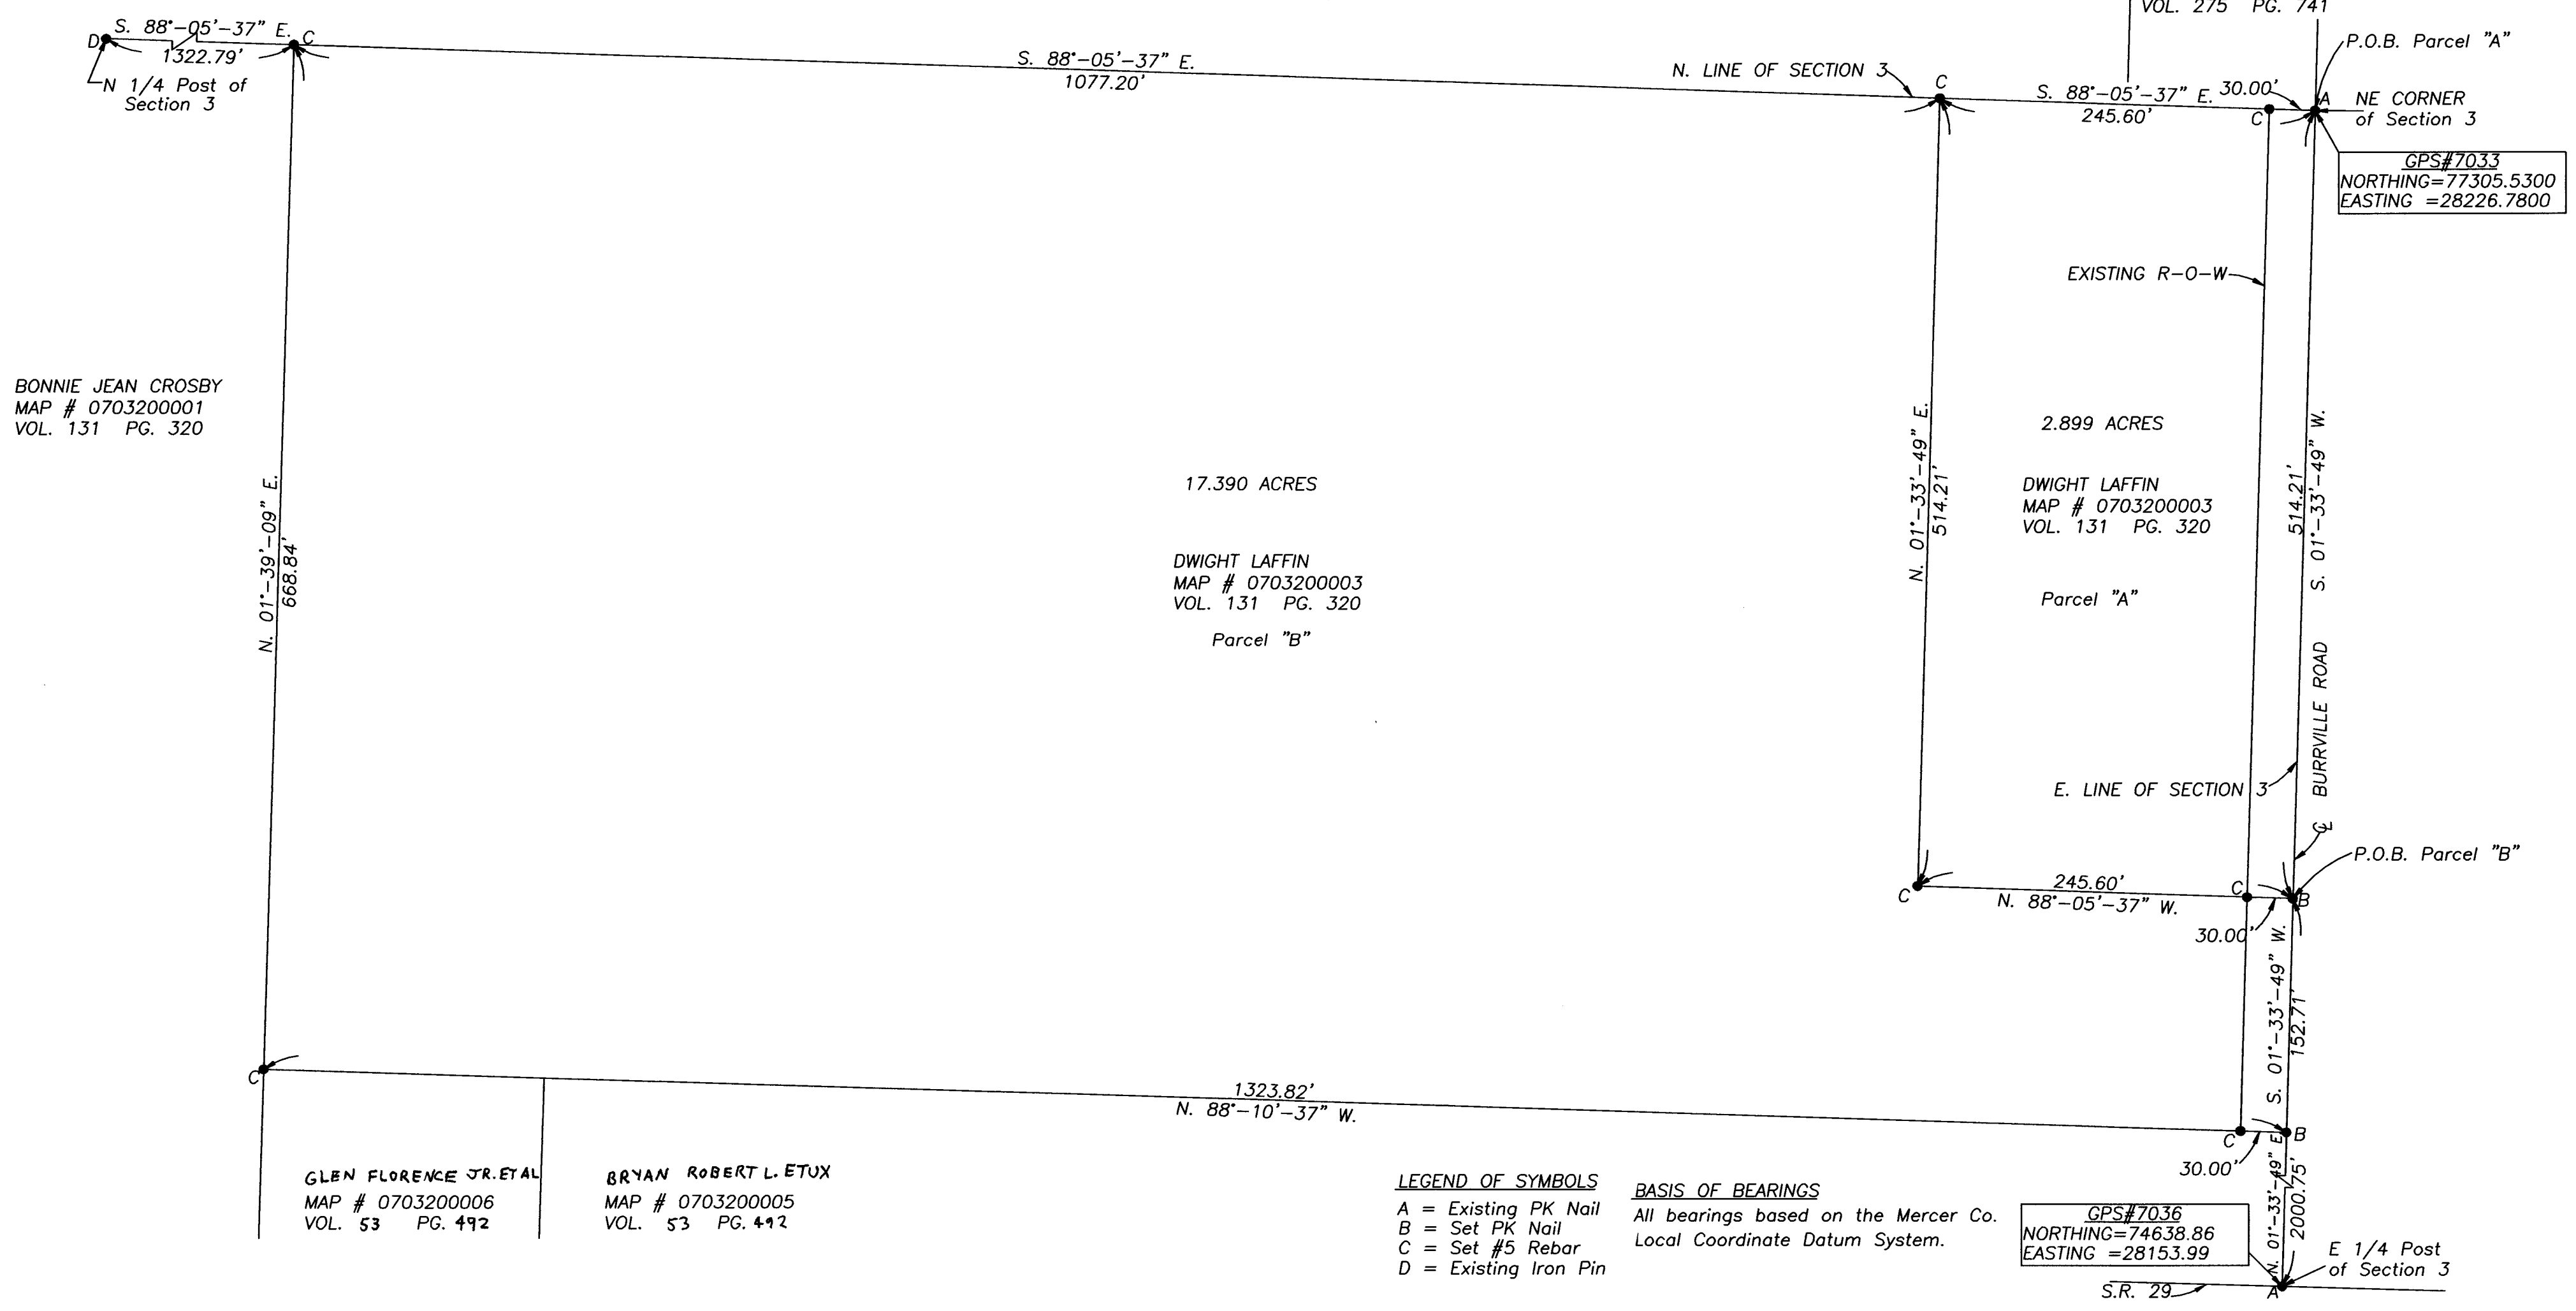 VOL. 275 PG. 741
S. 88°-05'-37" E.
D
C
1322.79'
N 1/4 Post of
Section 3
S. 88°-05'-37" E.
1077.20'
N. LINE OF SECTION 3
C
S. 88°-05'-37" E.
245.60'
30.00'
C
A
P.O.B. Parcel "A"
NE CORNER
of Section 3
GPS#7033
NORTHING=77305.5300
EASTING =28226.7800
EXISTING R-O-W
BONNIE JEAN CROSBY
MAP # 0703200001
VOL. 131 PG. 320
N. 01°-39'-09" E.
668.84'
17.390 ACRES
DWIGHT LAFFIN
MAP # 0703200003
VOL. 131 PG. 320
Parcel "B"
N. 01°-33'-49" E.
514.21'
2.899 ACRES
DWIGHT LAFFIN
MAP # 0703200003
VOL. 131 PG. 320
Parcel "A"
514.21'
S. 01°-33'-49" W.
BURRVILLE ROAD
℄
E. LINE OF SECTION 3
P.O.B. Parcel "B"
C
245.60'
N. 88°-05'-37" W.
C
B
30.00'
S. 01°-33'-49" W.
152.71'
C
1323.82'
N. 88°-10'-37" W.
C
B
30.00'
N. 01°-33'-49" E.
2000.75'
GLEN FLORENCE JR. ET AL
MAP # 0703200006
VOL. 53 PG. 492
BRYAN ROBERT L. ETUX
MAP # 0703200005
VOL. 53 PG. 492
LEGEND OF SYMBOLS
A = Existing PK Nail
B = Set PK Nail
C = Set #5 Rebar
D = Existing Iron Pin
BASIS OF BEARINGS
All bearings based on the Mercer Co.
Local Coordinate Datum System.
GPS#7036
NORTHING=74638.86
EASTING =28153.99
E 1/4 Post
of Section 3
S.R. 29
A